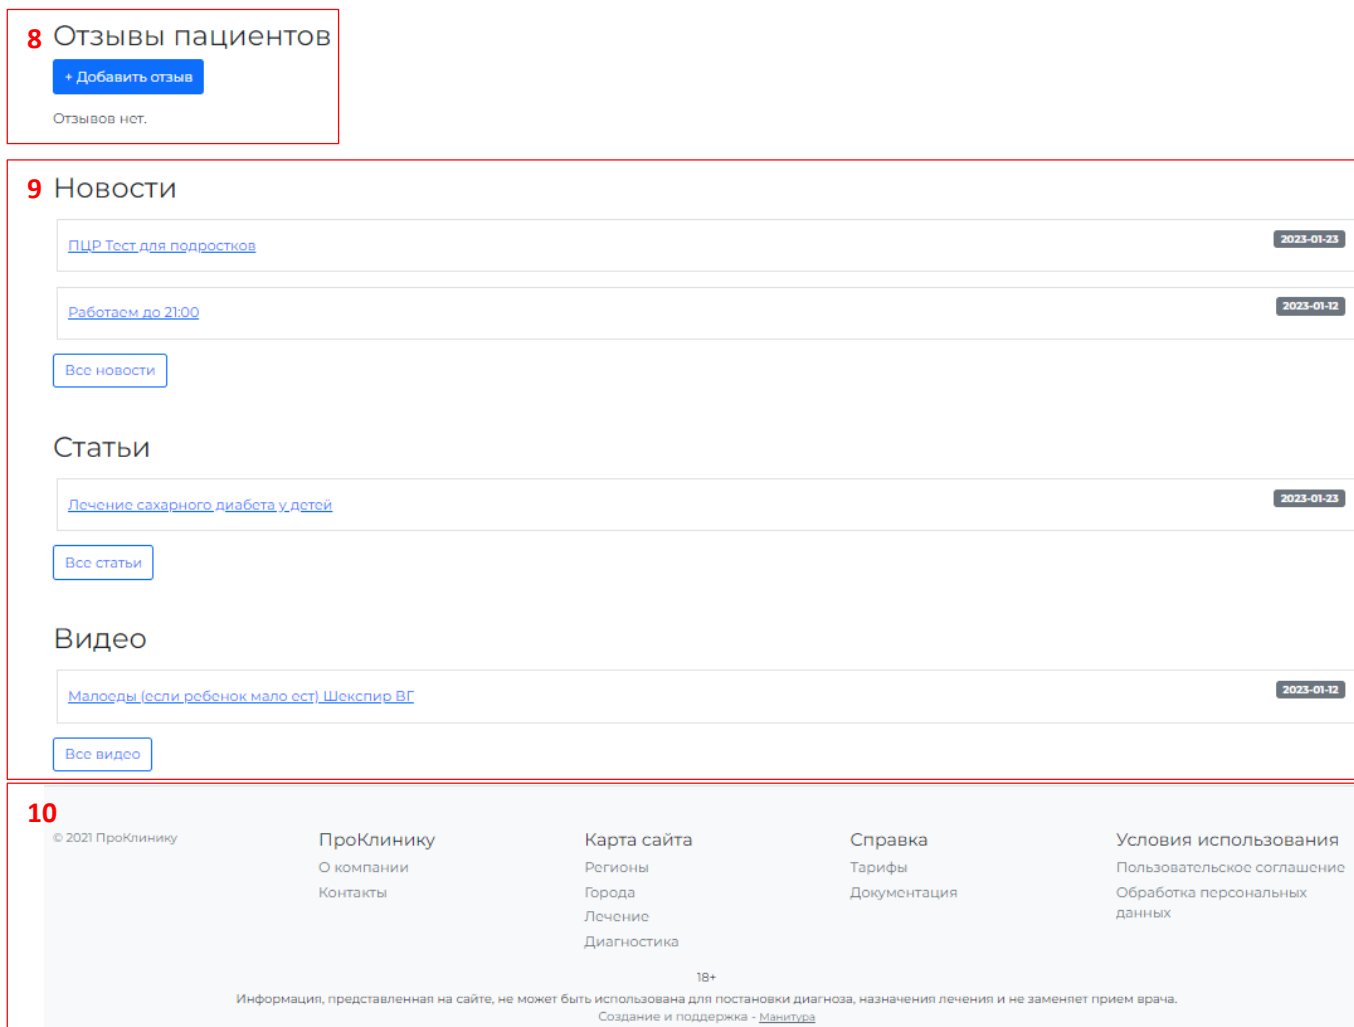 8 Отзывы пациентов
+ Добавить отзыв
Отзывов нет.
9 Новости
ПЦР Тест для подростков 2023-01-23
Работаем до 21:00 2023-01-12
Все новости
Статьи
Лечение сахарного диабета у детей 2023-01-23
Все статьи
Видео
Малоеды (если ребенок мало ест) Шекспир ВГ 2023-01-12
Все видео
10
© 2021 ПроКлинику
ПроКлинику
О компании
Контакты
Карта сайта
Регионы
Города
Лечение
Диагностика
Справка
Тарифы
Документация
Условия использования
Пользовательское соглашение
Обработка персональных
данных
18+
Информация, представленная на сайте, не может быть использована для постановки диагноза, назначения лечения и не заменяет прием врача.
Создание и поддержка - Манитура